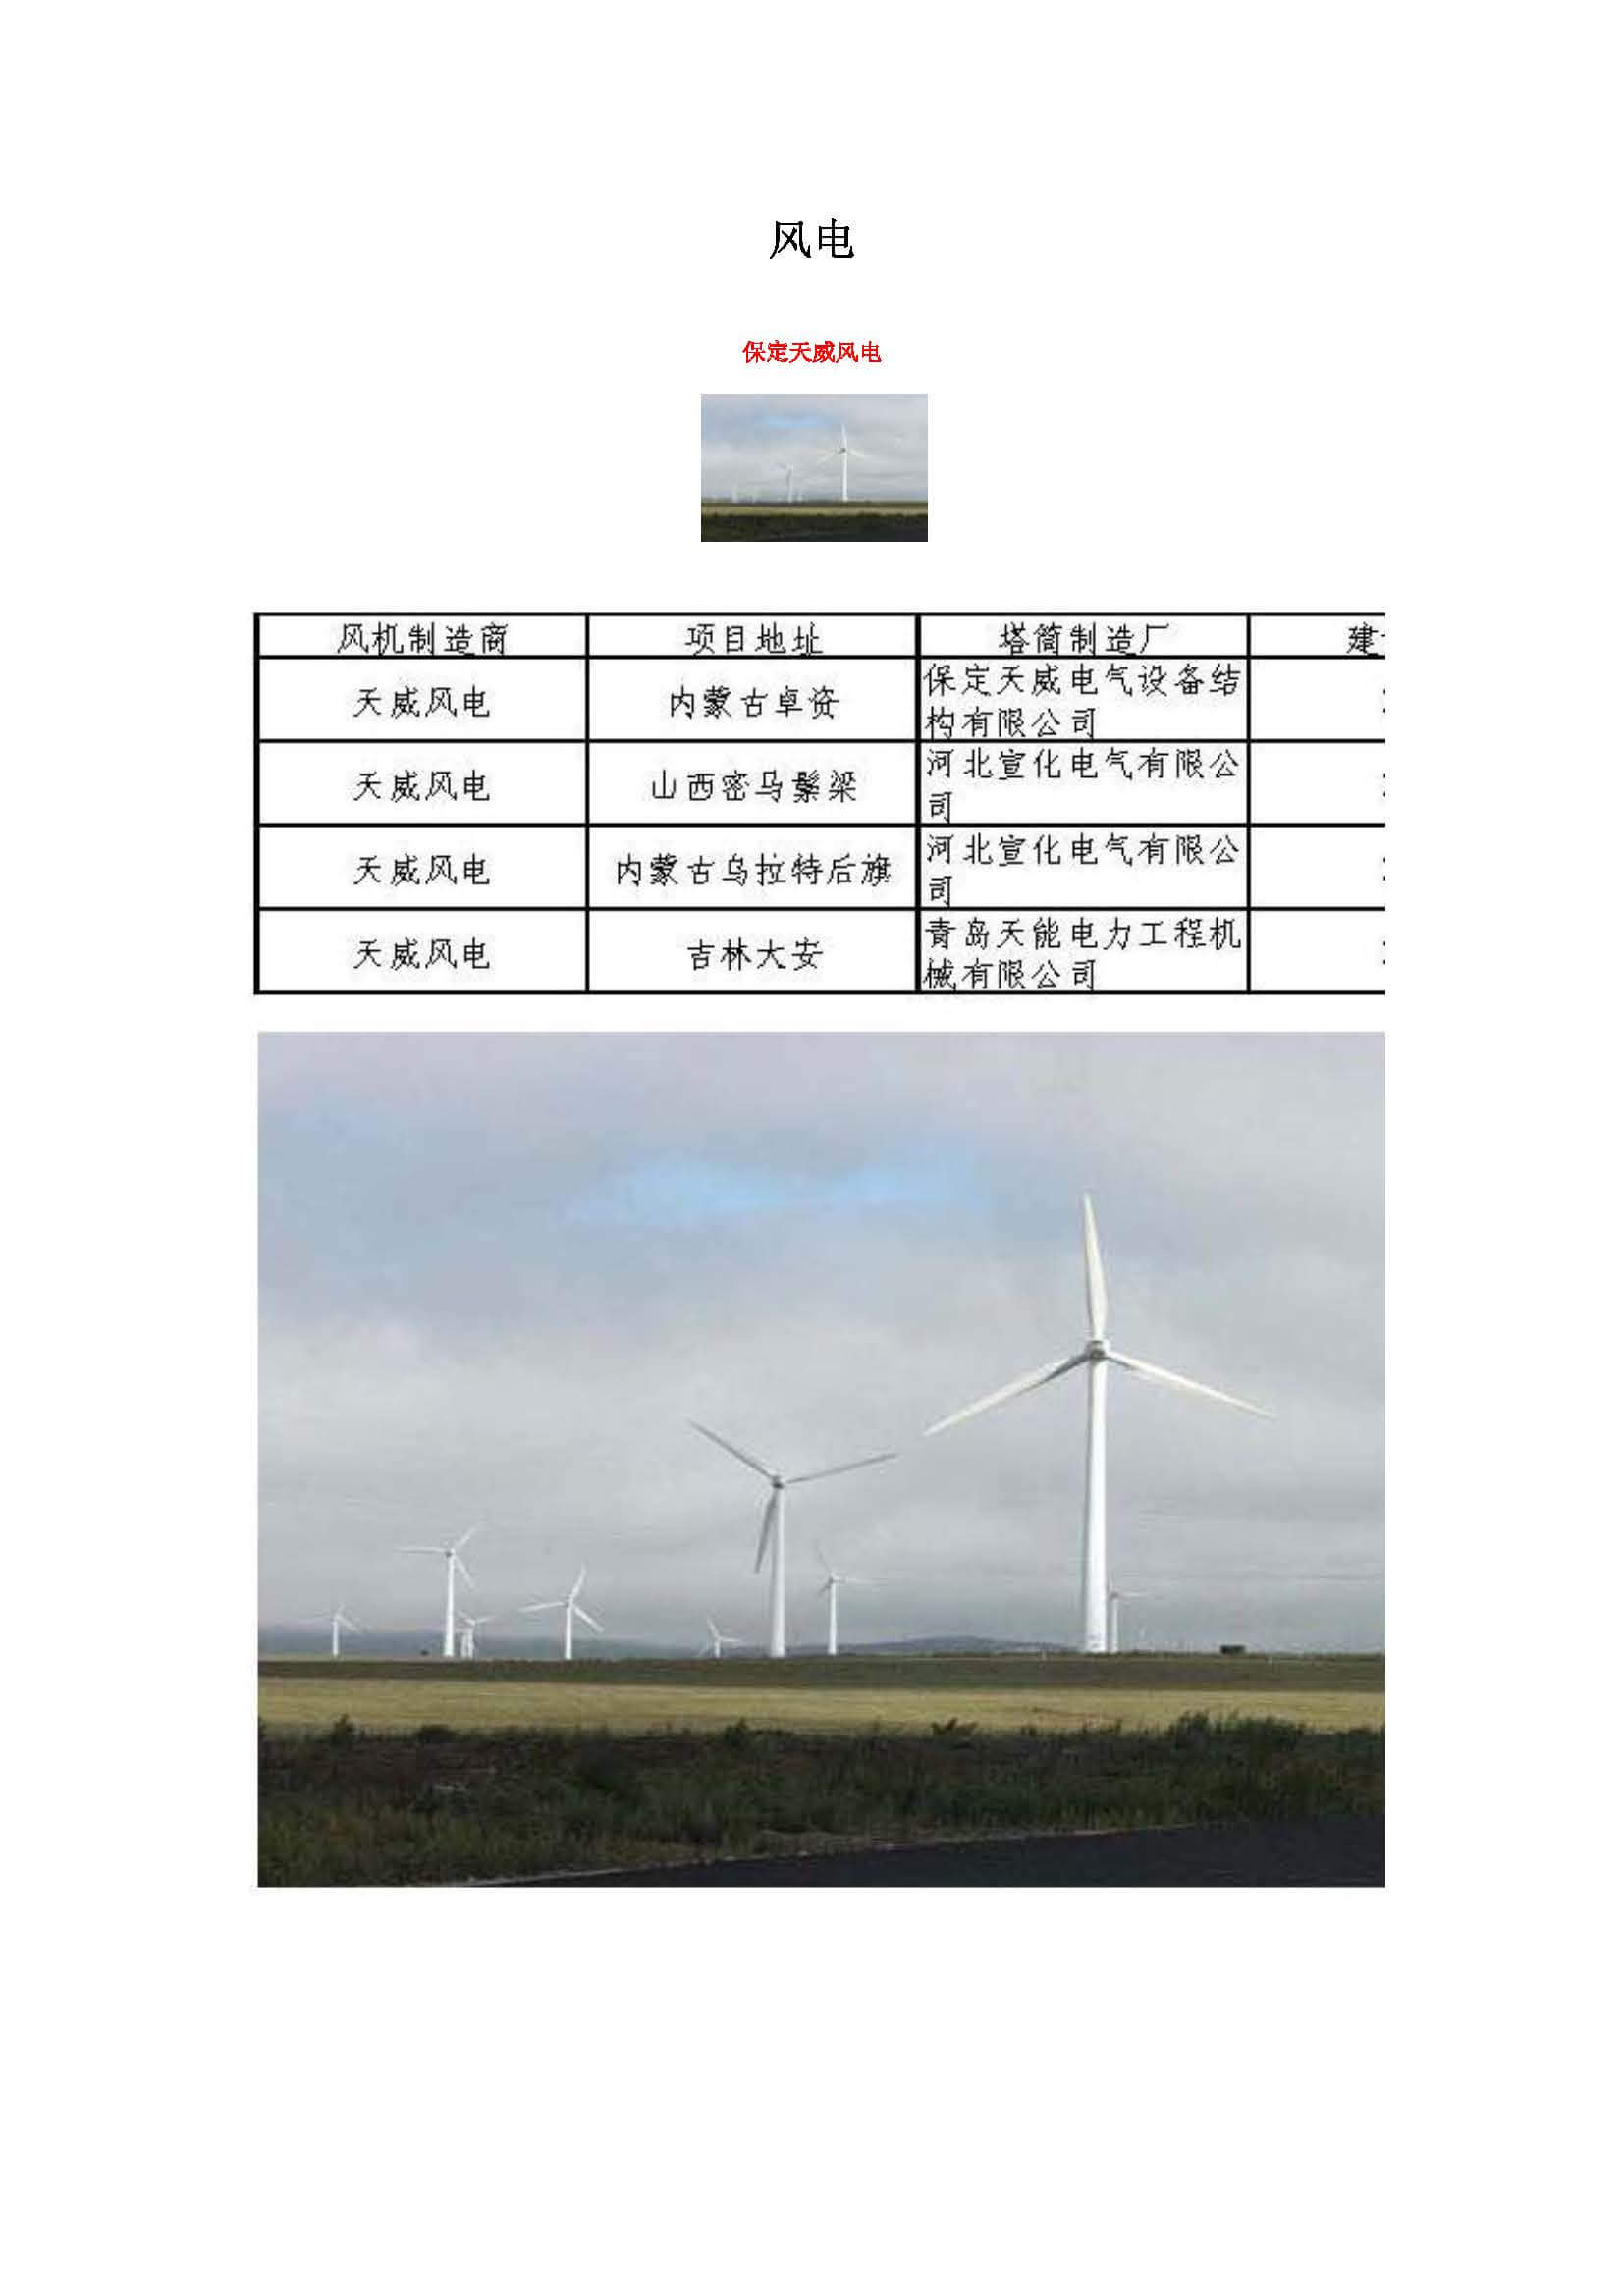 风电
保定天威风电
风机制造商 项目地址 塔筒制造厂 建
天威风电 内蒙古卓资 保定天威电气设备结
构有限公司
天威风电 山西密马鬃梁 河北宣化电气有限公
司
天威风电 内蒙古乌拉特后旗 河北宣化电气有限公
司
天威风电 吉林大安 青岛天能电力工程机
械有限公司